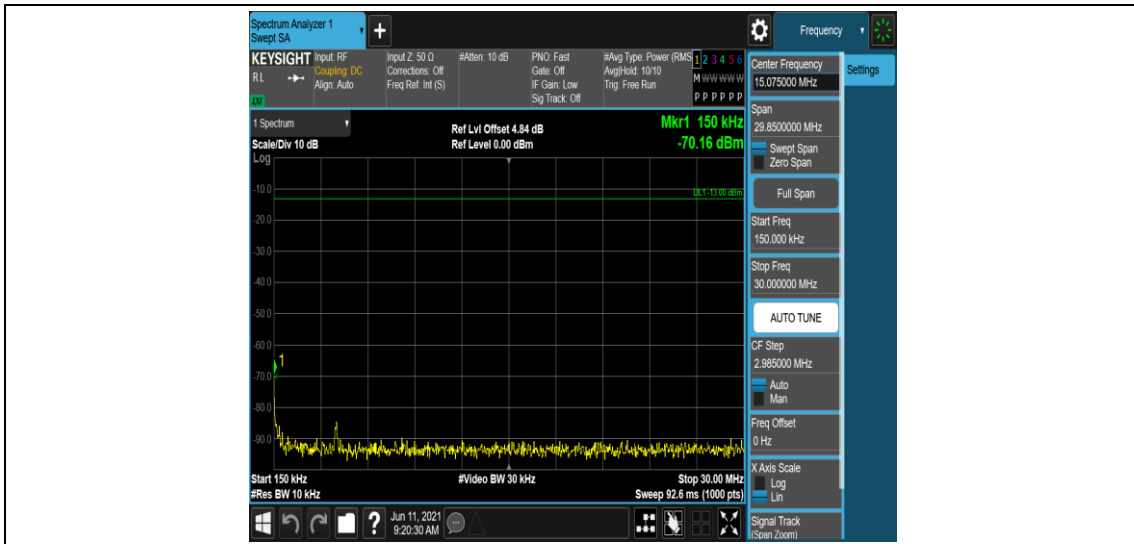 Spectrum Analyzer 1
Swept SA
+
Frequency
KEYSIGHT
RL
Input: RF
Coupling: DC
Align: Auto
Input Z: 50 Ω
Corrections: Off
Freq Ref: Int (S)
#Atten: 10 dB
PNO: Fast
Gate: Off
IF Gain: Low
Sig Track: Off
#Avg Type: Power (RMS
Avg|Hold: 10/10
Trig: Free Run
1 2 3 4 5 6
M W W W W W
P P P P P P
1 Spectrum
Scale/Div 10 dB
Ref Lvl Offset 4.84 dB
Ref Level 0.00 dBm
Mkr1 150 kHz
-70.16 dBm
Log
DL1 -13.00 dBm
-10.0
-20.0
-30.0
-40.0
-50.0
-60.0
-70.0
-80.0
-90.0
1
Start 150 kHz
#Res BW 10 kHz
#Video BW 30 kHz
Stop 30.00 MHz
Sweep 92.6 ms (1000 pts)
Jun 11, 2021
9:20:30 AM
?
Center Frequency
15.075000 MHz
Settings
Span
29.8500000 MHz
Swept Span
Zero Span
Full Span
Start Freq
150.000 kHz
Stop Freq
30.000000 MHz
AUTO TUNE
CF Step
2.985000 MHz
Auto
Man
Freq Offset
0 Hz
X Axis Scale
Log
Lin
Signal Track
(Span Zoom)